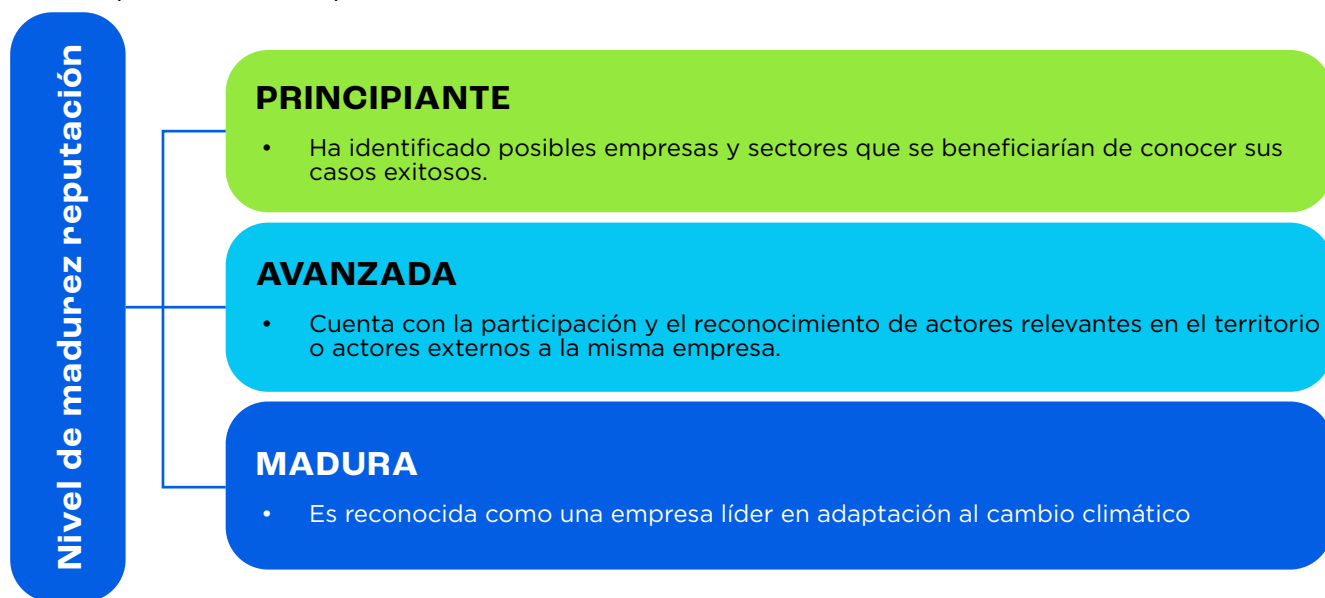 Nivel de madurez reputación
PRINCIPIANTE
• Ha identificado posibles empresas y sectores que se beneficiarían de conocer sus
casos exitosos.
AVANZADA
• Cuenta con la participación y el reconocimiento de actores relevantes en el territorio
o actores externos a la misma empresa.
MADURA
• Es reconocida como una empresa líder en adaptación al cambio climático